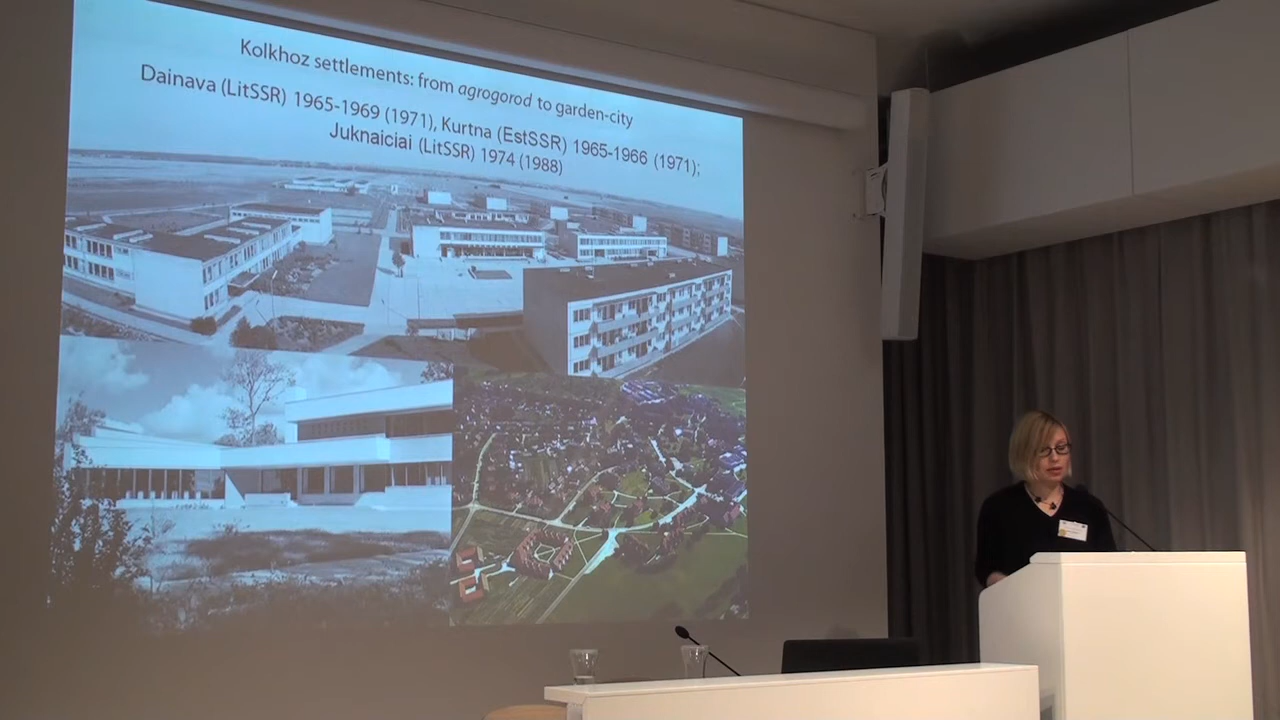 Kolkhoz settlements: from agrogorod to garden-city
Dainava (LitSSR) 1965-1969 (1971), Kurtna (EstSSR) 1965-1966 (1971);
Juknaiciai (LitSSR) 1974 (1988)